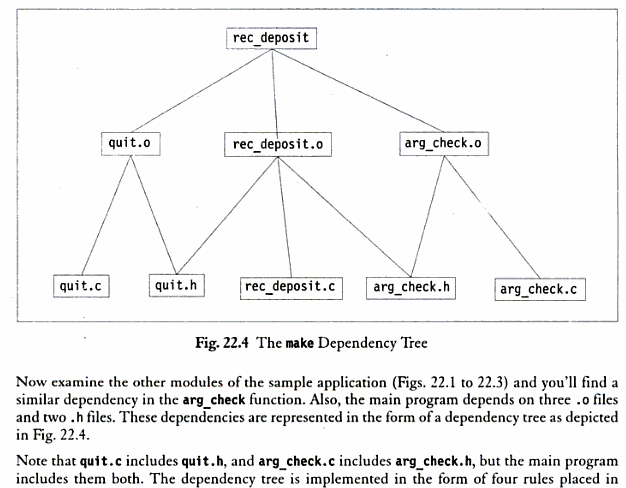 rec_deposit
quit.o rec_deposit.o arg_check.o
quit.c quit.h rec_deposit.c arg_check.h arg_check.c
Fig. 22.4 The make Dependency Tree
Now examine the other modules of the sample application (Figs. 22.1 to 22.3) and you'll find a
similar dependency in the arg_check function. Also, the main program depends on three .o files
and two .h files. These dependencies are represented in the form of a dependency tree as depicted
in Fig. 22.4.
Note that quit.c includes quit.h, and arg_check.c includes arg_check.h, but the main program
includes them both. The dependency tree is implemented in the form of four rules placed in